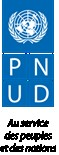 P N
U D
Au service
des peuples
et des nations